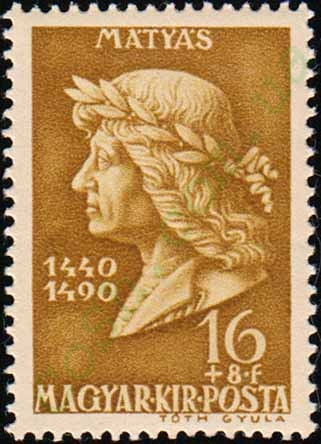 MÁTYÁS
1440
1490
16
+8·f
MAGYAR·KIR·POSTA
TÓTH GYULA